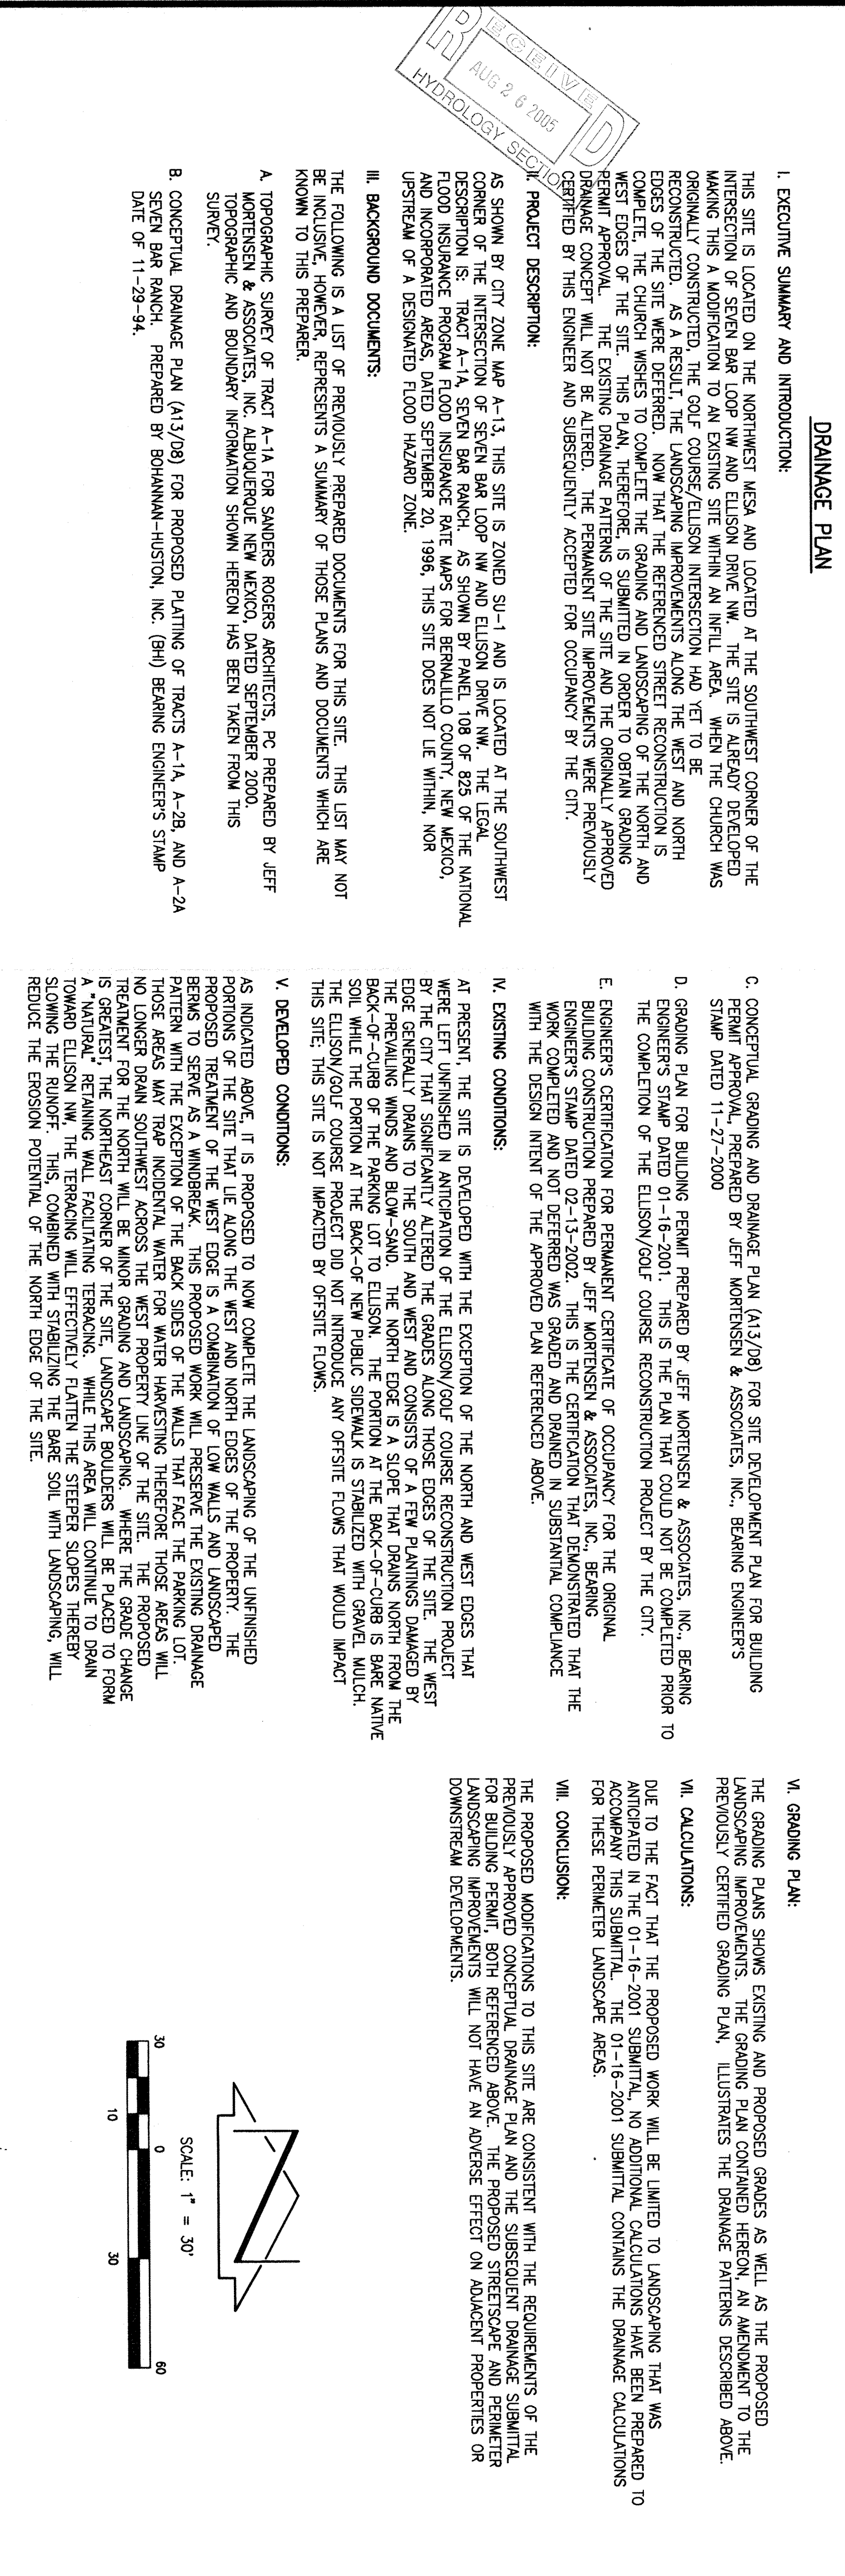 DRAINAGE PLAN
I. EXECUTIVE SUMMARY AND INTRODUCTION:
THIS SITE IS LOCATED ON THE NORTHWEST MESA AND LOCATED AT THE SOUTHWEST CORNER OF THE
INTERSECTION OF SEVEN BAR LOOP NW AND ELLISON DRIVE NW. THE SITE IS ALREADY DEVELOPED
MAKING THIS A MODIFICATION TO AN EXISTING SITE WITHIN AN INFILL AREA. WHEN THE CHURCH WAS
ORIGINALLY CONSTRUCTED, THE GOLF COURSE/ELLISON INTERSECTION HAD YET TO BE
RECONSTRUCTED. AS A RESULT, THE LANDSCAPING IMPROVEMENTS ALONG THE WEST AND NORTH
EDGES OF THE SITE WERE DEFERRED. NOW THAT THE REFERENCED STREET RECONSTRUCTION IS
COMPLETE, THE CHURCH WISHES TO COMPLETE THE GRADING AND LANDSCAPING OF THE NORTH AND
WEST EDGES OF THE SITE. THIS PLAN, THEREFORE, IS SUBMITTED IN ORDER TO OBTAIN GRADING
PERMIT APPROVAL. THE EXISTING DRAINAGE PATTERNS OF THE SITE AND THE ORIGINALLY APPROVED
DRAINAGE CONCEPT WILL NOT BE ALTERED. THE PERMANENT SITE IMPROVEMENTS WERE PREVIOUSLY
CERTIFIED BY THIS ENGINEER AND SUBSEQUENTLY ACCEPTED FOR OCCUPANCY BY THE CITY.
RECEIVED
AUG 26 2005
HYDROLOGY SECTION
II. PROJECT DESCRIPTION:
AS SHOWN BY CITY ZONE MAP A-13, THIS SITE IS ZONED SU-1 AND IS LOCATED AT THE SOUTHWEST
CORNER OF THE INTERSECTION OF SEVEN BAR LOOP NW AND ELLISON DRIVE NW. THE LEGAL
DESCRIPTION IS: TRACT A-1A, SEVEN BAR RANCH. AS SHOWN BY PANEL 108 OF 825 OF THE NATIONAL
FLOOD INSURANCE PROGRAM FLOOD INSURANCE RATE MAPS FOR BERNALILLO COUNTY, NEW MEXICO,
AND INCORPORATED AREAS, DATED SEPTEMBER 20, 1996, THIS SITE DOES NOT LIE WITHIN, NOR
UPSTREAM OF A DESIGNATED FLOOD HAZARD ZONE.
III. BACKGROUND DOCUMENTS:
THE FOLLOWING IS A LIST OF PREVIOUSLY PREPARED DOCUMENTS FOR THIS SITE. THIS LIST MAY NOT
BE INCLUSIVE, HOWEVER, REPRESENTS A SUMMARY OF THOSE PLANS AND DOCUMENTS WHICH ARE
KNOWN TO THIS PREPARER.
A. TOPOGRAPHIC SURVEY OF TRACT A-1A FOR SANDERS ROGERS ARCHITECTS, PC PREPARED BY JEFF
MORTENSEN & ASSOCIATES, INC. ALBUQUERQUE NEW MEXICO, DATED SEPTEMBER 2000.
TOPOGRAPHIC AND BOUNDARY INFORMATION SHOWN HEREON HAS BEEN TAKEN FROM THIS
SURVEY.
B. CONCEPTUAL DRAINAGE PLAN (A13/D8) FOR PROPOSED PLATTING OF TRACTS A-1A, A-2B, AND A-2A
SEVEN BAR RANCH. PREPARED BY BOHANNAN-HUSTON, INC. (BHI) BEARING ENGINEER'S STAMP
DATE OF 11-29-94.
C. CONCEPTUAL GRADING AND DRAINAGE PLAN (A13/D8) FOR SITE DEVELOPMENT PLAN FOR BUILDING
PERMIT APPROVAL, PREPARED BY JEFF MORTENSEN & ASSOCIATES, INC., BEARING ENGINEER'S
STAMP DATED 11-27-2000
D. GRADING PLAN FOR BUILDING PERMIT PREPARED BY JEFF MORTENSEN & ASSOCIATES, INC., BEARING
ENGINEER'S STAMP DATED 01-16-2001. THIS IS THE PLAN THAT COULD NOT BE COMPLETED PRIOR TO
THE COMPLETION OF THE ELLISON/GOLF COURSE RECONSTRUCTION PROJECT BY THE CITY.
E. ENGINEER'S CERTIFICATION FOR PERMANENT CERTIFICATE OF OCCUPANCY FOR THE ORIGINAL
BUILDING CONSTRUCTION PREPARED BY JEFF MORTENSEN & ASSOCIATES, INC., BEARING
ENGINEER'S STAMP DATED 02-13-2002. THIS IS THE CERTIFICATION THAT DEMONSTRATED THAT THE
WORK COMPLETED AND NOT DEFERRED WAS GRADED AND DRAINED IN SUBSTANTIAL COMPLIANCE
WITH THE DESIGN INTENT OF THE APPROVED PLAN REFERENCED ABOVE.
IV. EXISTING CONDITIONS:
AT PRESENT, THE SITE IS DEVELOPED WITH THE EXCEPTION OF THE NORTH AND WEST EDGES THAT
WERE LEFT UNFINISHED IN ANTICIPATION OF THE ELLISON/GOLF COURSE RECONSTRUCTION PROJECT
BY THE CITY THAT SIGNIFICANTLY ALTERED THE GRADES ALONG THOSE EDGES OF THE SITE. THE WEST
EDGE GENERALLY DRAINS TO THE SOUTH AND WEST AND CONSISTS OF A FEW PLANTINGS DAMAGED BY
THE PREVAILING WINDS AND BLOW-SAND. THE NORTH EDGE IS A SLOPE THAT DRAINS NORTH FROM THE
BACK-OF-CURB OF THE PARKING LOT TO ELLISON. THE PORTION AT THE BACK-OF-CURB IS BARE NATIVE
SOIL WHILE THE PORTION AT THE BACK-OF NEW PUBLIC SIDEWALK IS STABILIZED WITH GRAVEL MULCH.
THE ELLISON/GOLF COURSE PROJECT DID NOT INTRODUCE ANY OFFSITE FLOWS THAT WOULD IMPACT
THIS SITE; THIS SITE IS NOT IMPACTED BY OFFSITE FLOWS.
V. DEVELOPED CONDITIONS:
AS INDICATED ABOVE, IT IS PROPOSED TO NOW COMPLETE THE LANDSCAPING OF THE UNFINISHED
PORTIONS OF THE SITE THAT LIE ALONG THE WEST AND NORTH EDGES OF THE PROPERTY. THE
PROPOSED TREATMENT OF THE WEST EDGE IS A COMBINATION OF LOW WALLS AND LANDSCAPED
BERMS TO SERVE AS A WINDBREAK. THIS PROPOSED WORK WILL PRESERVE THE EXISTING DRAINAGE
PATTERN WITH THE EXCEPTION OF THE BACK SIDES OF THE WALLS THAT FACE THE PARKING LOT.
THOSE AREAS MAY TRAP INCIDENTAL WATER FOR WATER HARVESTING THEREFORE THOSE AREAS WILL
NO LONGER DRAIN SOUTHWEST ACROSS THE WEST PROPERTY LINE OF THE SITE. THE PROPOSED
TREATMENT FOR THE NORTH WILL BE MINOR GRADING AND LANDSCAPING. WHERE THE GRADE CHANGE
IS GREATEST, THE NORTHEAST CORNER OF THE SITE, LANDSCAPE BOULDERS WILL BE PLACED TO FORM
A "NATURAL" RETAINING WALL FACILITATING TERRACING. WHILE THIS AREA WILL CONTINUE TO DRAIN
TOWARD ELLISON NW, THE TERRACING WILL EFFECTIVELY FLATTEN THE STEEPER SLOPES THEREBY
SLOWING THE RUNOFF. THIS, COMBINED WITH STABILIZING THE BARE SOIL WITH LANDSCAPING, WILL
REDUCE THE EROSION POTENTIAL OF THE NORTH EDGE OF THE SITE.
VI. GRADING PLAN:
THE GRADING PLANS SHOWS EXISTING AND PROPOSED GRADES AS WELL AS THE PROPOSED
LANDSCAPING IMPROVEMENTS. THE GRADING PLAN CONTAINED HEREON, AN AMENDMENT TO THE
PREVIOUSLY CERTIFIED GRADING PLAN, ILLUSTRATES THE DRAINAGE PATTERNS DESCRIBED ABOVE.
VII. CALCULATIONS:
DUE TO THE FACT THAT THE PROPOSED WORK WILL BE LIMITED TO LANDSCAPING THAT WAS
ANTICIPATED IN THE 01-16-2001 SUBMITTAL, NO ADDITIONAL CALCULATIONS HAVE BEEN PREPARED TO
ACCOMPANY THIS SUBMITTAL. THE 01-16-2001 SUBMITTAL CONTAINS THE DRAINAGE CALCULATIONS
FOR THESE PERIMETER LANDSCAPE AREAS.
VIII. CONCLUSION:
THE PROPOSED MODIFICATIONS TO THIS SITE ARE CONSISTENT WITH THE REQUIREMENTS OF THE
PREVIOUSLY APPROVED CONCEPTUAL DRAINAGE PLAN AND THE SUBSEQUENT DRAINAGE SUBMITTAL
FOR BUILDING PERMIT, BOTH REFERENCED ABOVE. THE PROPOSED STREETSCAPE AND PERIMETER
LANDSCAPING IMPROVEMENTS WILL NOT HAVE AN ADVERSE EFFECT ON ADJACENT PROPERTIES OR
DOWNSTREAM DEVELOPMENTS.
SCALE: 1" = 30'
30 0 60
10 30